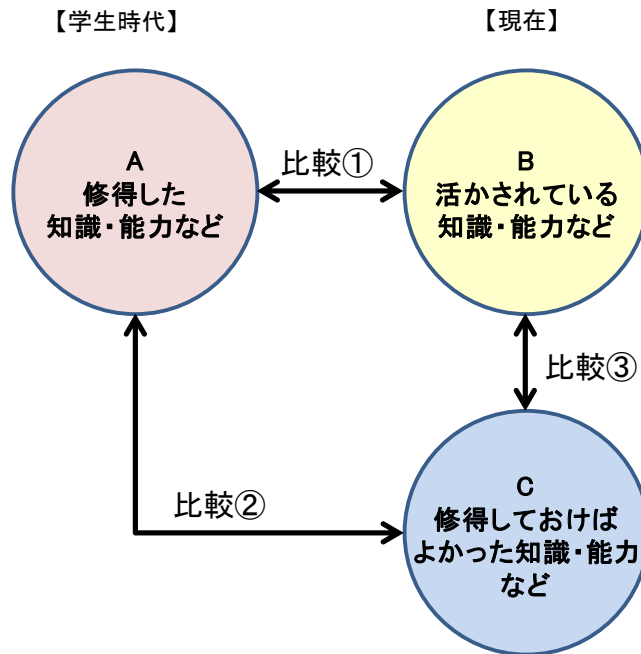 【学生時代】
【現在】
A
修得した
知識・能力など
比較①
B
活かされている
知識・能力など
比較③
比較②
C
修得しておけば
よかった知識・能力
など